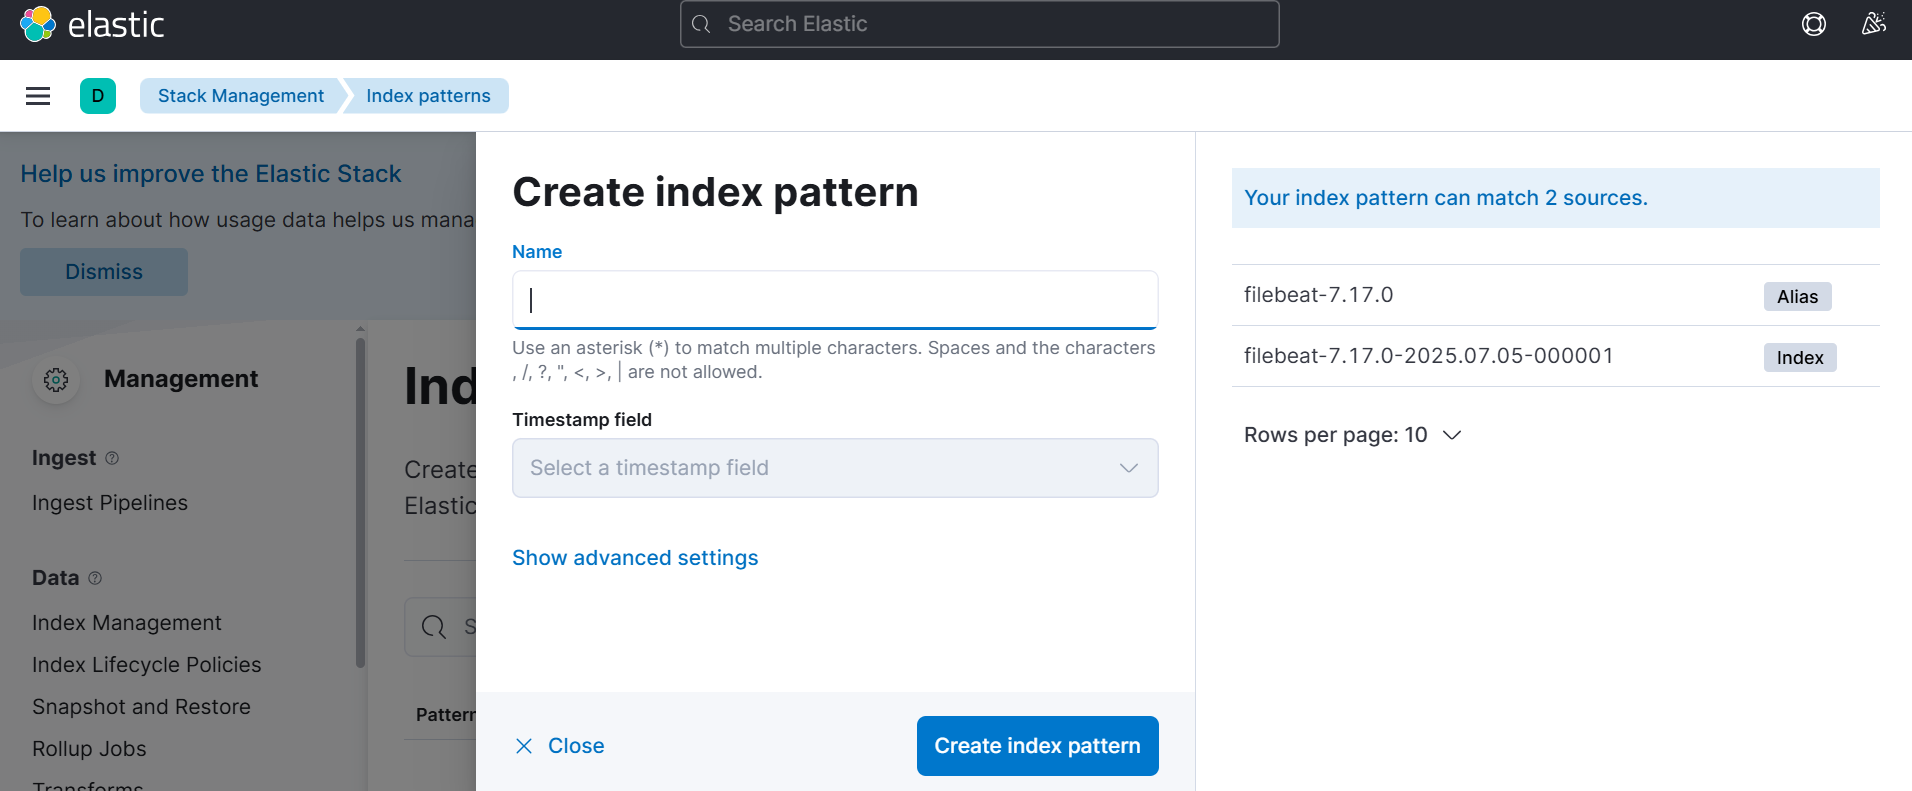 elastic
Search Elastic
D
Stack Management
Index patterns
Help us improve the Elastic Stack
To learn about how usage data helps us mana
Dismiss
Management
Ingest
Ingest Pipelines
Data
Index Management
Index Lifecycle Policies
Snapshot and Restore
Rollup Jobs
Transforms
Ind
Create
Elastic
S
Pattern
Create index pattern
Name
Use an asterisk (*) to match multiple characters. Spaces and the characters
, /, ?, ", <, >, | are not allowed.
Timestamp field
Select a timestamp field
Show advanced settings
Close
Create index pattern
Your index pattern can match 2 sources.
filebeat-7.17.0 Alias
filebeat-7.17.0-2025.07.05-000001 Index
Rows per page: 10